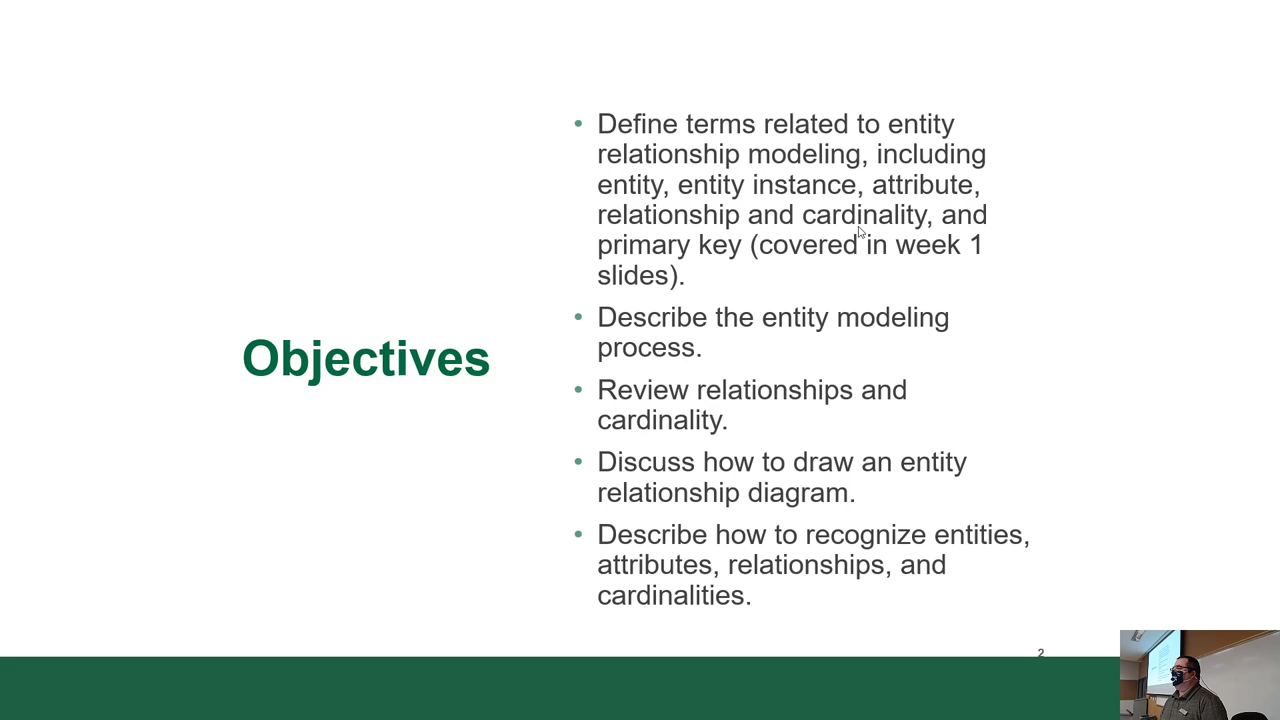 Objectives
• Define terms related to entity
relationship modeling, including
entity, entity instance, attribute,
relationship and cardinality, and
primary key (covered in week 1
slides).
• Describe the entity modeling
process.
• Review relationships and
cardinality.
• Discuss how to draw an entity
relationship diagram.
• Describe how to recognize entities,
attributes, relationships, and
cardinalities.
2